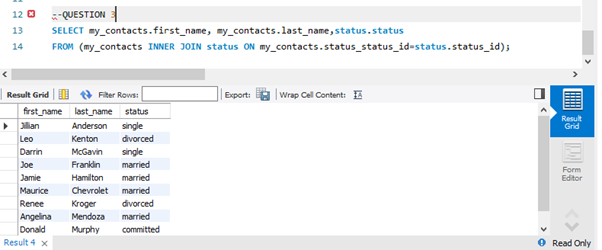 12 --QUESTION 3
13 SELECT my_contacts.first_name, my_contacts.last_name,status.status
14 FROM (my_contacts INNER JOIN status ON my_contacts.status_status_id=status.status_id);
Result Grid Filter Rows: Export: Wrap Cell Content:
first_name last_name status
Jillian Anderson single
Leo Kenton divorced
Darrin McGavin single
Joe Franklin married
Jamie Hamilton married
Maurice Chevrolet married
Renee Kroger divorced
Angelina Mendoza married
Donald Murphy committed
Result
Grid
Form
Editor
Result 4 Read Only